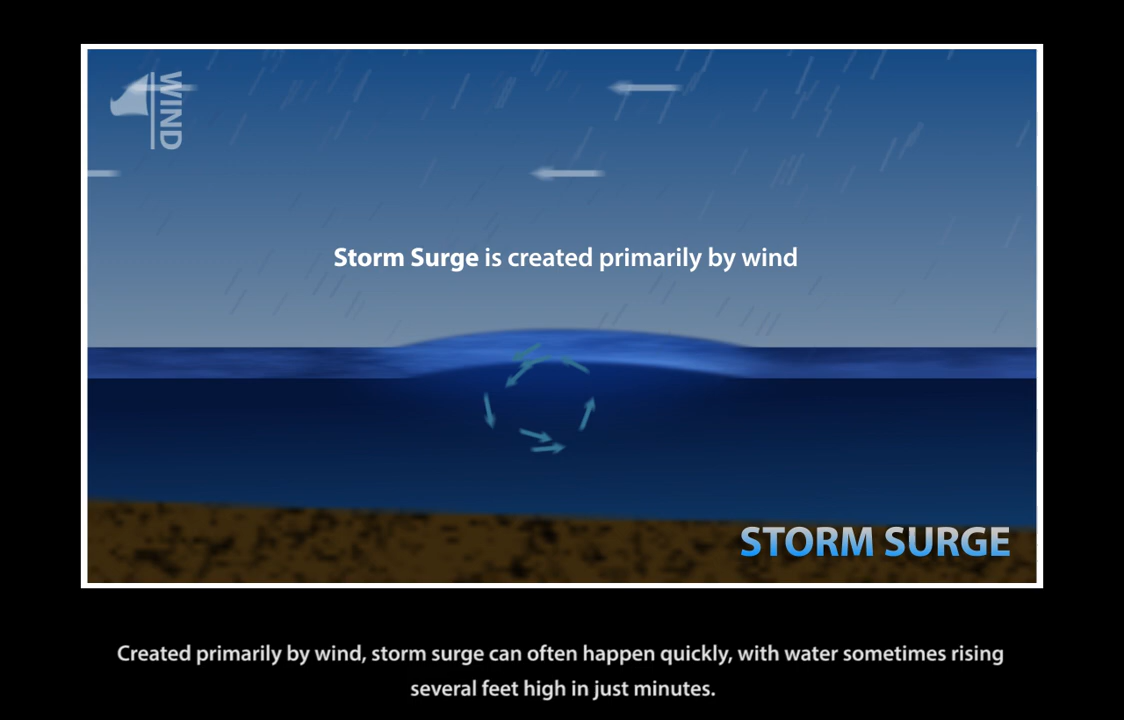 WIND
Storm Surge is created primarily by wind
STORM SURGE
Created primarily by wind, storm surge can often happen quickly, with water sometimes rising
several feet high in just minutes.